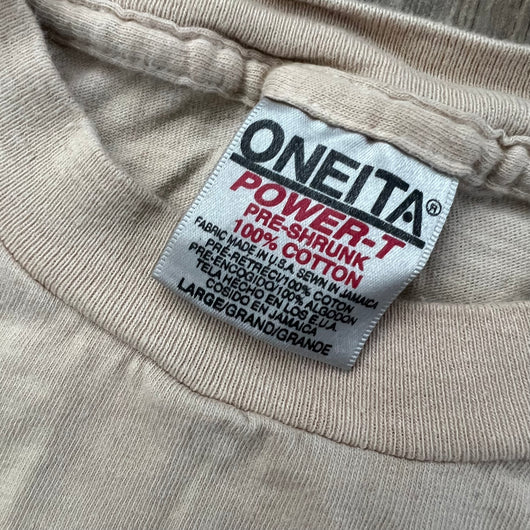 ONEITA®
POWER-T
PRE-SHRUNK
100% COTTON
FABRIC MADE IN U.S.A. SEWN IN JAMAICA
PRE-RETRECI/100% COTON
PRE-ENCOGIDO/100% ALGODON
TELA HECHO EN LOS E.U.A.
COSIDO EN JAMAICA
LARGE/GRAND/GRANDE